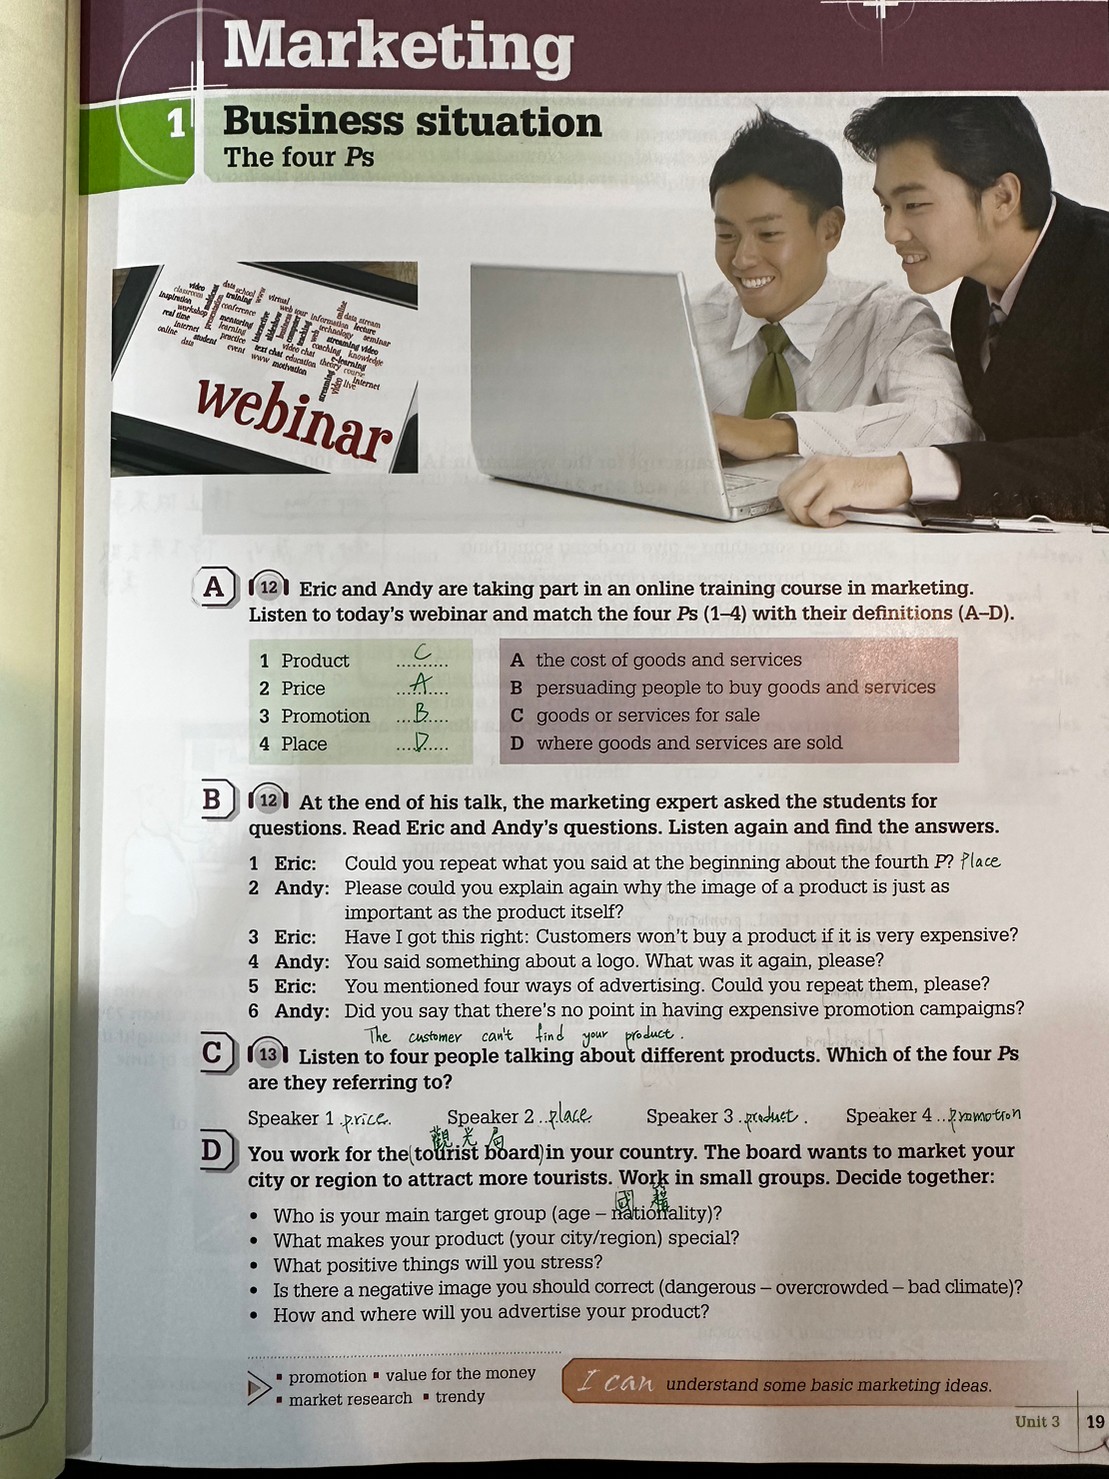 Marketing
1 Business situation
The four Ps
video data school www
classroom webcast training virtual online
inspiration conference web tour information data stream
workshop presentation mentoring interactive slideshow business computer teaching web technology lecture seminar
real time learning streaming video
internet practice video chat coaching knowledge
online student text chat education theory e-learning
data event www motivation course
streaming video live internet
webinar
A 12 Eric and Andy are taking part in an online training course in marketing.
Listen to today's webinar and match the four Ps (1–4) with their definitions (A–D).
1 Product C
2 Price A
3 Promotion B
4 Place D
A the cost of goods and services
B persuading people to buy goods and services
C goods or services for sale
D where goods and services are sold
B 12 At the end of his talk, the marketing expert asked the students for
questions. Read Eric and Andy's questions. Listen again and find the answers.
1 Eric: Could you repeat what you said at the beginning about the fourth P? Place
2 Andy: Please could you explain again why the image of a product is just as
important as the product itself?
3 Eric: Have I got this right: Customers won't buy a product if it is very expensive?
4 Andy: You said something about a logo. What was it again, please?
5 Eric: You mentioned four ways of advertising. Could you repeat them, please?
6 Andy: Did you say that there's no point in having expensive promotion campaigns?
The customer can't find your product.
C 13 Listen to four people talking about different products. Which of the four Ps
are they referring to?
Speaker 1 price. Speaker 2 place Speaker 3 product. Speaker 4 promotion
觀光局
D You work for the (tourist board) in your country. The board wants to market your
city or region to attract more tourists. Work in small groups. Decide together:
國籍
• Who is your main target group (age – nationality)?
• What makes your product (your city/region) special?
• What positive things will you stress?
• Is there a negative image you should correct (dangerous – overcrowded – bad climate)?
• How and where will you advertise your product?
▪ promotion ▪ value for the money
▪ market research ▪ trendy
I can understand some basic marketing ideas.
Unit 3 19